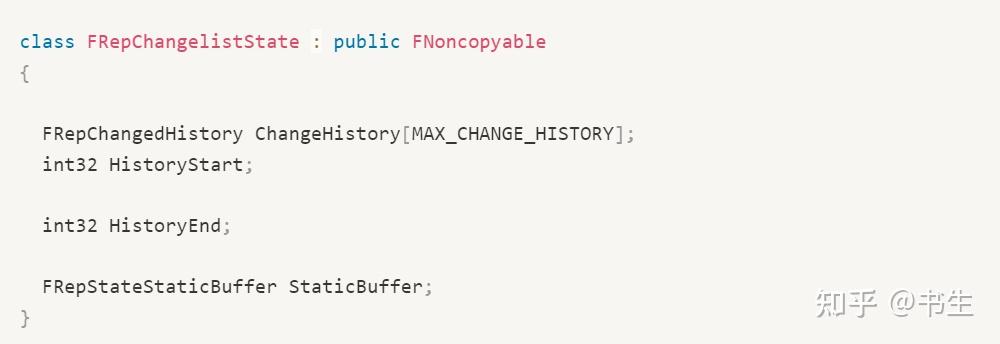 class FRepChangelistState : public FNoncopyable
{
FRepChangedHistory ChangeHistory[MAX_CHANGE_HISTORY];
int32 HistoryStart;
int32 HistoryEnd;
FRepStateStaticBuffer StaticBuffer;
}
知乎 @书生